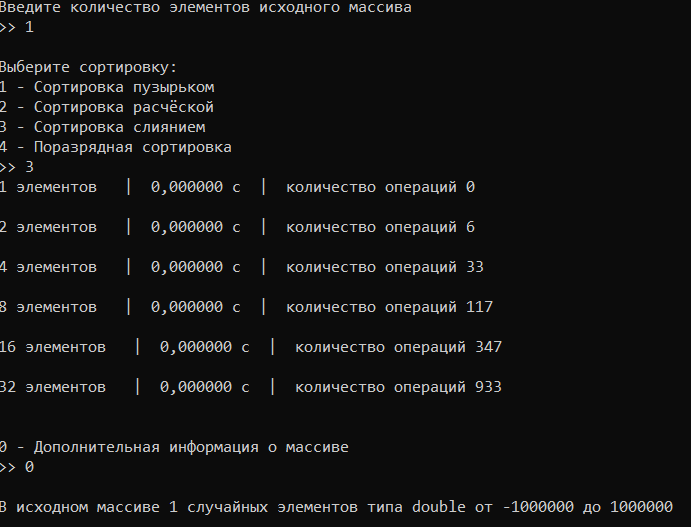 Введите количество элементов исходного массива
>> 1
Выберите сортировку:
1 - Сортировка пузырьком
2 - Сортировка расчёской
3 - Сортировка слиянием
4 - Поразрядная сортировка
>> 3
1 элементов | 0,000000 с | количество операций 0
2 элементов | 0,000000 с | количество операций 6
4 элементов | 0,000000 с | количество операций 33
8 элементов | 0,000000 с | количество операций 117
16 элементов | 0,000000 с | количество операций 347
32 элементов | 0,000000 с | количество операций 933
0 - Дополнительная информация о массиве
>> 0
В исходном массиве 1 случайных элементов типа double от -1000000 до 1000000